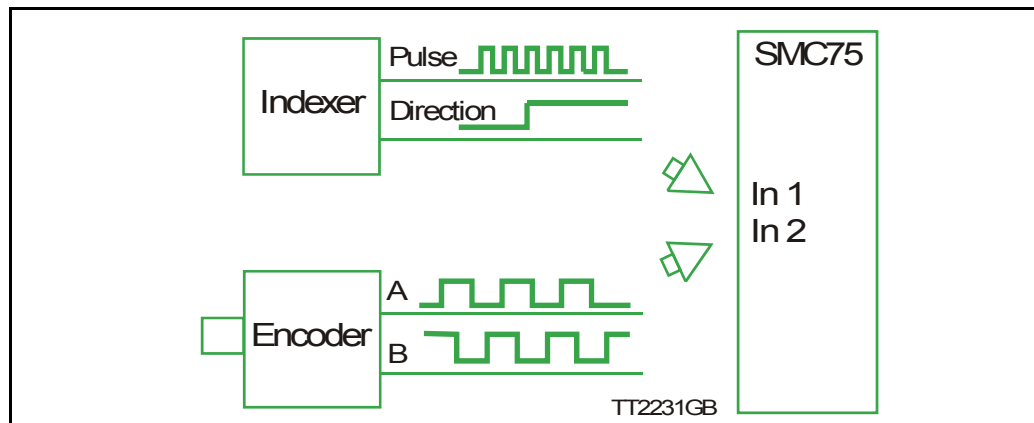 Pulse
SMC75
Indexer
Direction
In 1
In 2
A
Encoder
B
TT2231GB